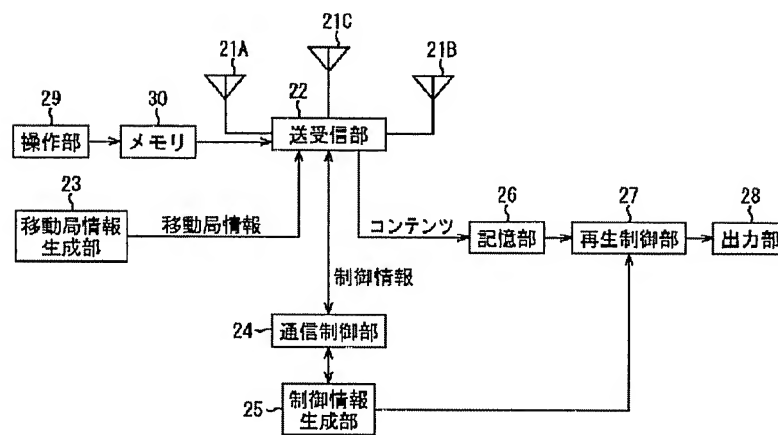 21C
21A
21B
22
送受信部
29
操作部
30
メモリ
23
移動局情報
生成部
移動局情報
コンテンツ
26
記憶部
27
再生制御部
28
出力部
制御情報
24
通信制御部
25
制御情報
生成部